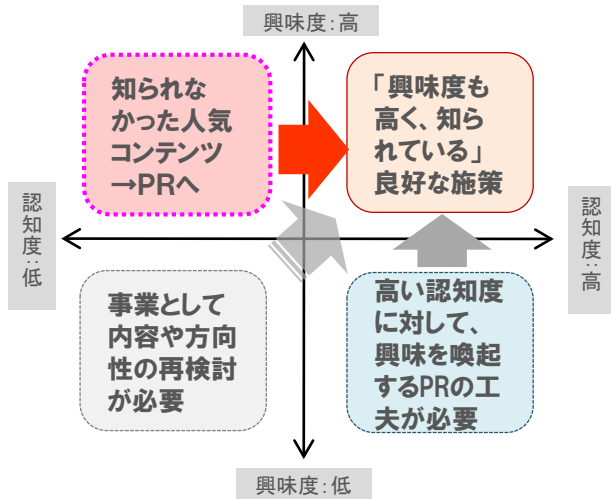 興味度:高
知られな
かった人気
コンテンツ
→PRへ
「興味度も
高く、知ら
れている」
良好な施策
認知度:低
認知度:高
事業として
内容や方向
性の再検討
が必要
高い認知度
に対して、
興味を喚起
するPRの工
夫が必要
興味度:低